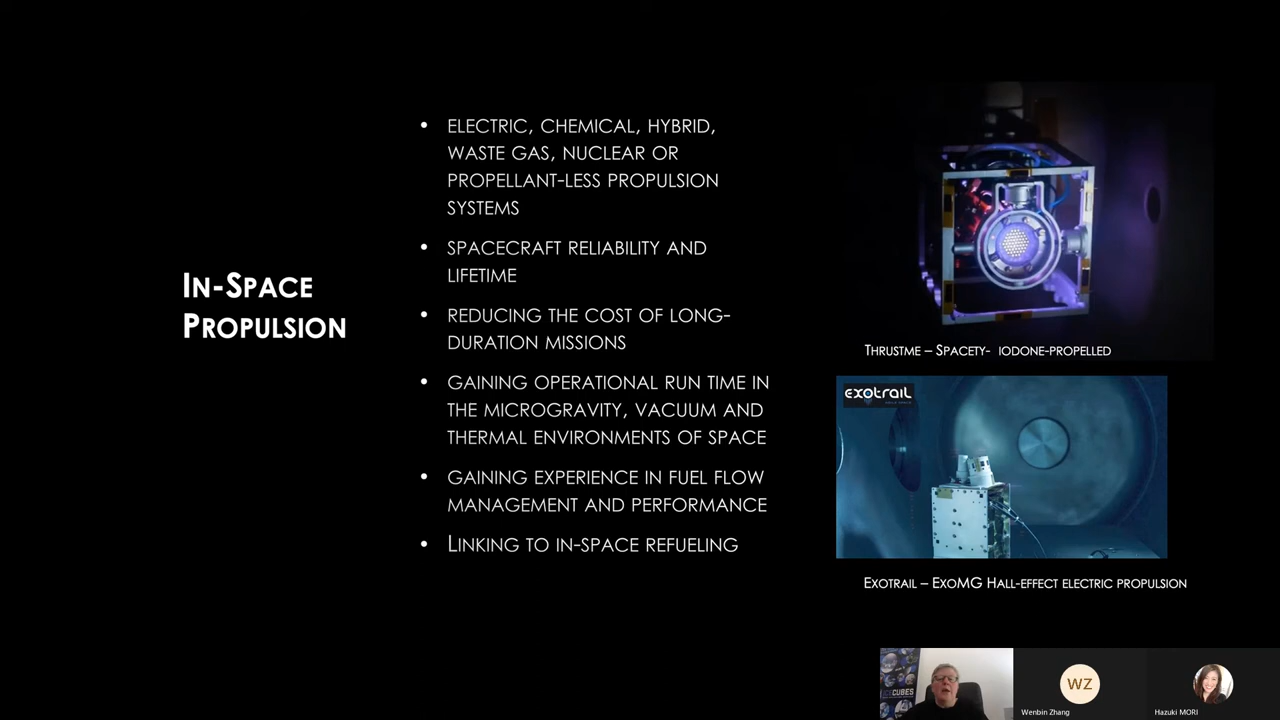 In-Space
Propulsion
• ELECTRIC, CHEMICAL, HYBRID,
WASTE GAS, NUCLEAR OR
PROPELLANT-LESS PROPULSION
SYSTEMS
• SPACECRAFT RELIABILITY AND
LIFETIME
• REDUCING THE COST OF LONG-
DURATION MISSIONS
• GAINING OPERATIONAL RUN TIME IN
THE MICROGRAVITY, VACUUM AND
THERMAL ENVIRONMENTS OF SPACE
• GAINING EXPERIENCE IN FUEL FLOW
MANAGEMENT AND PERFORMANCE
• LINKING TO IN-SPACE REFUELING
Thrustme – Spacety- iodone-propelled
exotrail
Exotrail – ExoMG Hall-effect electric propulsion
ICECUBES
WZ
Wenbin Zhang
Hazuki MORI